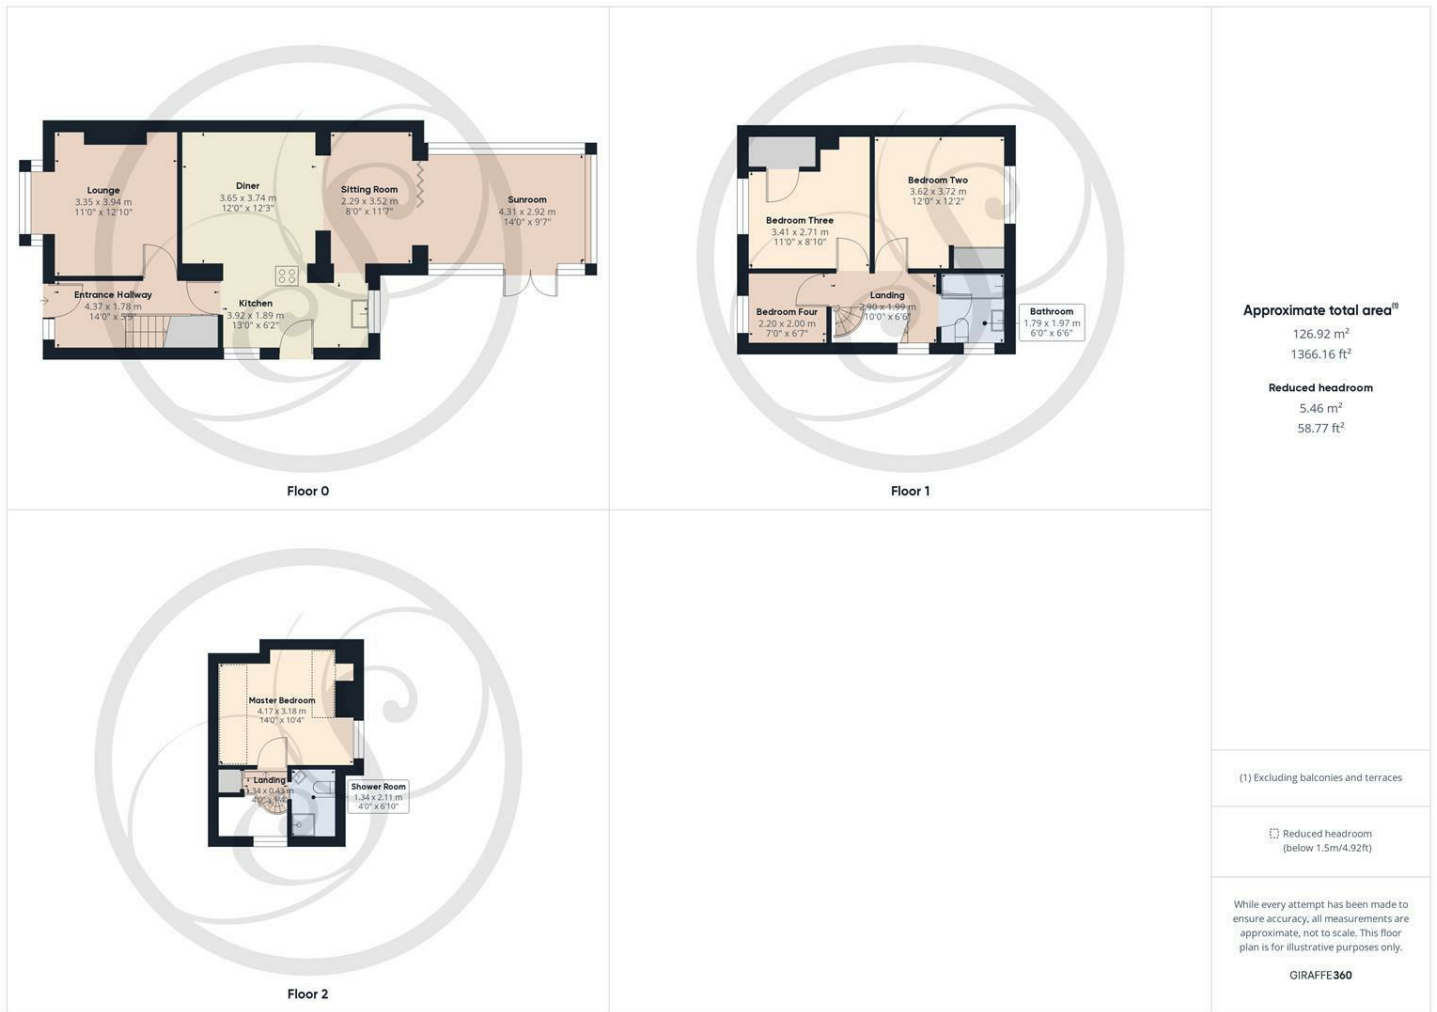 Lounge
3.35 x 3.94 m
11'0" x 12'10"
Diner
3.65 x 3.74 m
12'0" x 12'3"
Sitting Room
2.29 x 3.52 m
8'0" x 11'7"
Sunroom
4.31 x 2.92 m
14'0" x 9'7"
Entrance Hallway
4.37 x 1.78 m
14'0" x 5'9"
Kitchen
3.92 x 1.89 m
13'0" x 6'2"
Floor 0
Bedroom Two
3.62 x 3.72 m
12'0" x 12'2"
Bedroom Three
3.41 x 2.71 m
11'0" x 8'10"
Landing
2.90 x 1.99 m
10'0" x 6'6"
Bedroom Four
2.20 x 2.00 m
7'0" x 6'7"
Bathroom
1.79 x 1.97 m
6'0" x 6'6"
Floor 1
Master Bedroom
4.17 x 3.18 m
14'0" x 10'4"
Landing
Shower Room
1.34 x 2.11 m
4'0" x 6'10"
Floor 2
Approximate total area(1)
126.92 m²
1366.16 ft²
Reduced headroom
5.46 m²
58.77 ft²
(1) Excluding balconies and terraces
Reduced headroom
(below 1.5m/4.92ft)
While every attempt has been made to
ensure accuracy, all measurements are
approximate, not to scale. This floor
plan is for illustrative purposes only.
GIRAFFE360